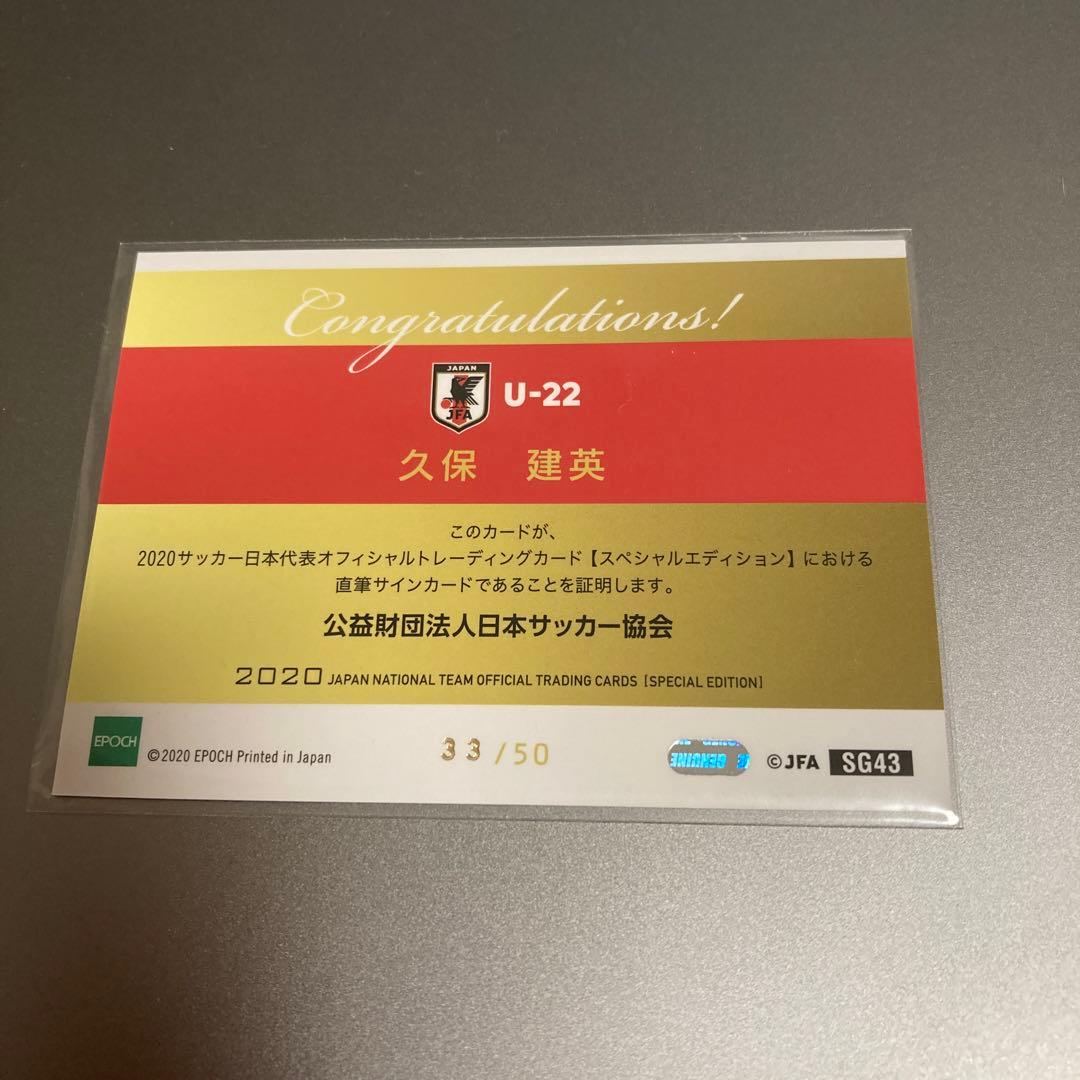 Congratulations!
JAPAN
JFA
U-22
久保 建英
このカードが、
2020サッカー日本代表オフィシャルトレーディングカード【スペシャルエディション】における
直筆サインカードであることを証明します。
公益財団法人日本サッカー協会
2020 JAPAN NATIONAL TEAM OFFICIAL TRADING CARDS [SPECIAL EDITION]
EPOCH
©2020 EPOCH Printed in Japan
33/50
GENUINE
©JFA
SG43